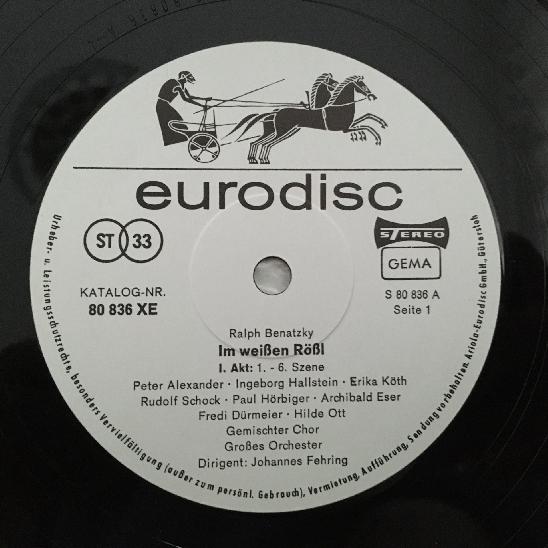 eurodisc
ST 33
STEREO
GEMA
KATALOG-NR.
80 836 XE
S 80 836 A
Seite 1
Ralph Benatzky
Im weißen Rößl
I. Akt: 1. - 6. Szene
Peter Alexander · Ingeborg Hallstein · Erika Köth
Rudolf Schock · Paul Hörbiger · Archibald Eser
Fredi Dürmeier · Hilde Ott
Gemischter Chor
Großes Orchester
Dirigent: Johannes Fehring
Urheber- u. Leistungsschutzrechte, besonders Vervielfältigung (außer zum persönl. Gebrauch), Vermietung, Aufführung, Sendung vorbehalten. Ariola-Eurodisc GmbH., Gütersloh